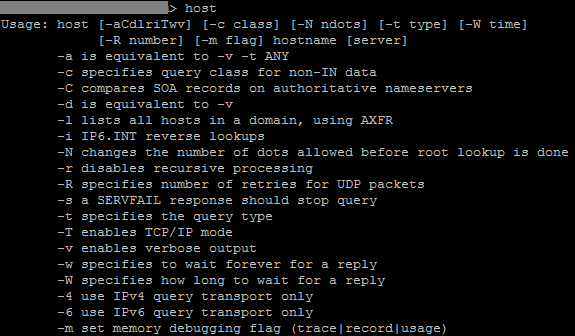 > host
Usage: host [-aCdlriTwv] [-c class] [-N ndots] [-t type] [-W time]
[-R number] [-m flag] hostname [server]
-a is equivalent to -v -t ANY
-c specifies query class for non-IN data
-C compares SOA records on authoritative nameservers
-d is equivalent to -v
-l lists all hosts in a domain, using AXFR
-i IP6.INT reverse lookups
-N changes the number of dots allowed before root lookup is done
-r disables recursive processing
-R specifies number of retries for UDP packets
-s a SERVFAIL response should stop query
-t specifies the query type
-T enables TCP/IP mode
-v enables verbose output
-w specifies to wait forever for a reply
-W specifies how long to wait for a reply
-4 use IPv4 query transport only
-6 use IPv6 query transport only
-m set memory debugging flag (trace|record|usage)